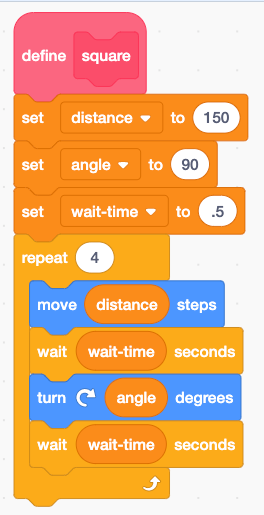 define square
set distance to 150
set angle to 90
set wait-time to .5
repeat 4
move distance steps
wait wait-time seconds
turn angle degrees
wait wait-time seconds